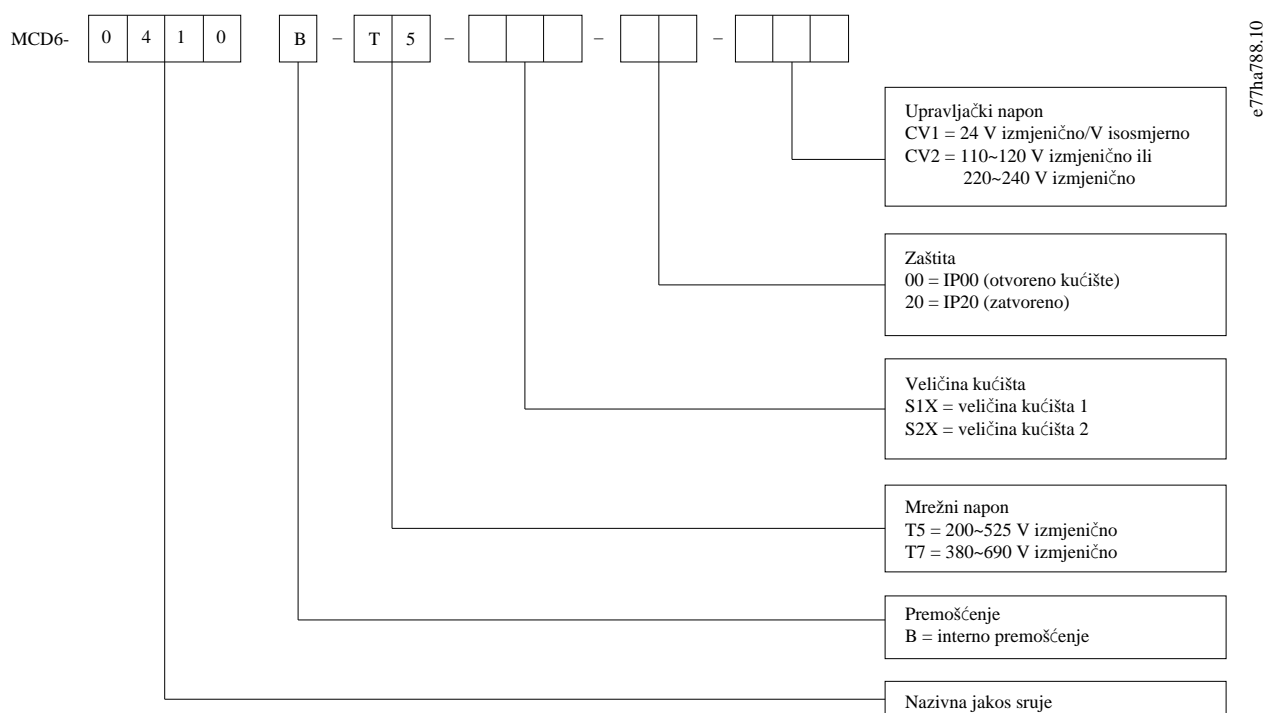 MCD6- 0 4 1 0 B – T 5 – – –
e77ha788.10
Upravljački napon
CV1 = 24 V izmjenično/V isosmjerno
CV2 = 110~120 V izmjenično ili
220~240 V izmjenično
Zaštita
00 = IP00 (otvoreno kućište)
20 = IP20 (zatvoreno)
Veličina kućišta
S1X = veličina kućišta 1
S2X = veličina kućišta 2
Mrežni napon
T5 = 200~525 V izmjenično
T7 = 380~690 V izmjenično
Premošćenje
B = interno premošćenje
Nazivna jakos sruje